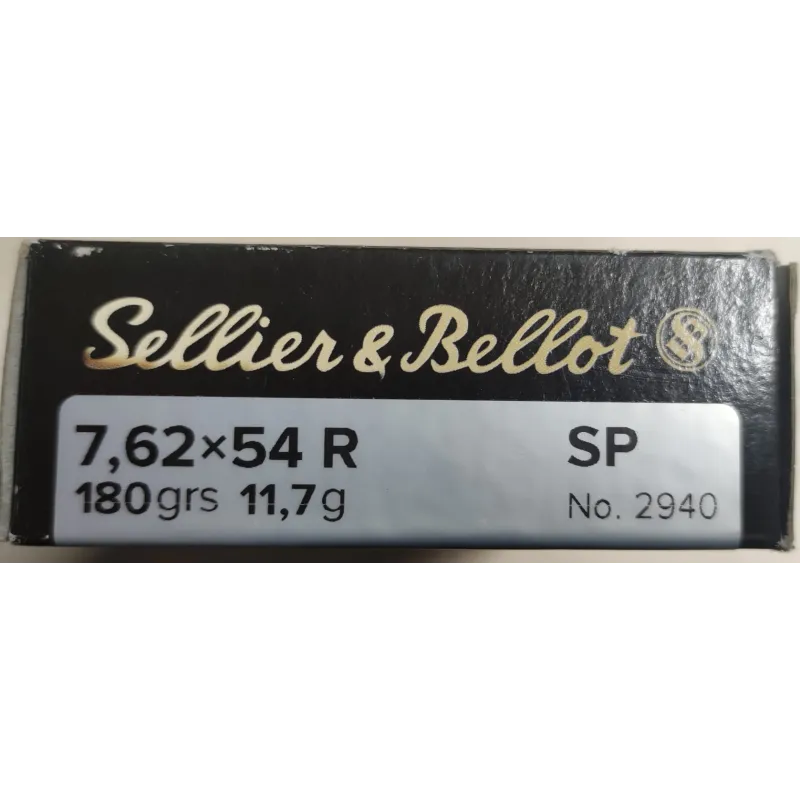 Sellier & Bellot
7,62×54 R SP
180grs 11,7g No. 2940